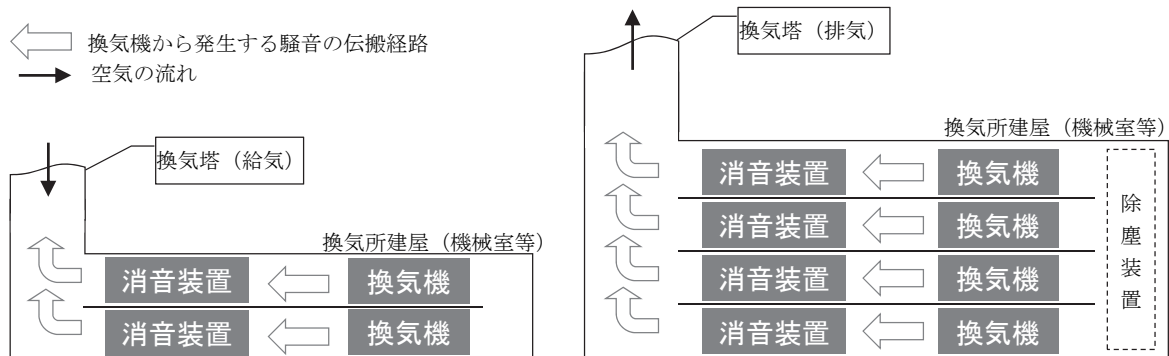 換気機から発生する騒音の伝搬経路
空気の流れ
換気塔（給気）
換気所建屋（機械室等）
消音装置
換気機
消音装置
換気機
換気塔（排気）
換気所建屋（機械室等）
消音装置
換気機
消音装置
換気機
消音装置
換気機
消音装置
換気機
除塵装置